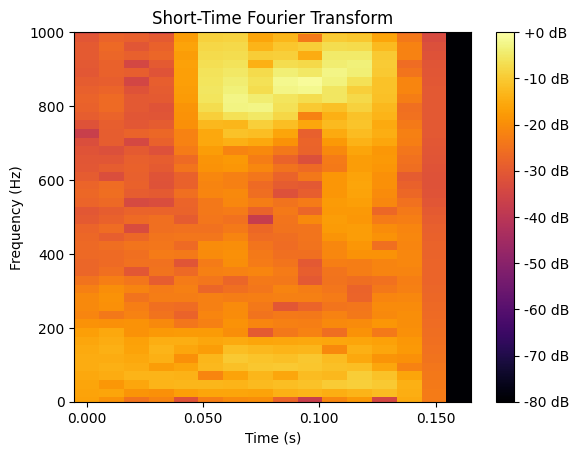 Short-Time Fourier Transform
1000
800
600
400
200
0
Frequency (Hz)
0.000
0.050
0.100
0.150
Time (s)
+0 dB
-10 dB
-20 dB
-30 dB
-40 dB
-50 dB
-60 dB
-70 dB
-80 dB